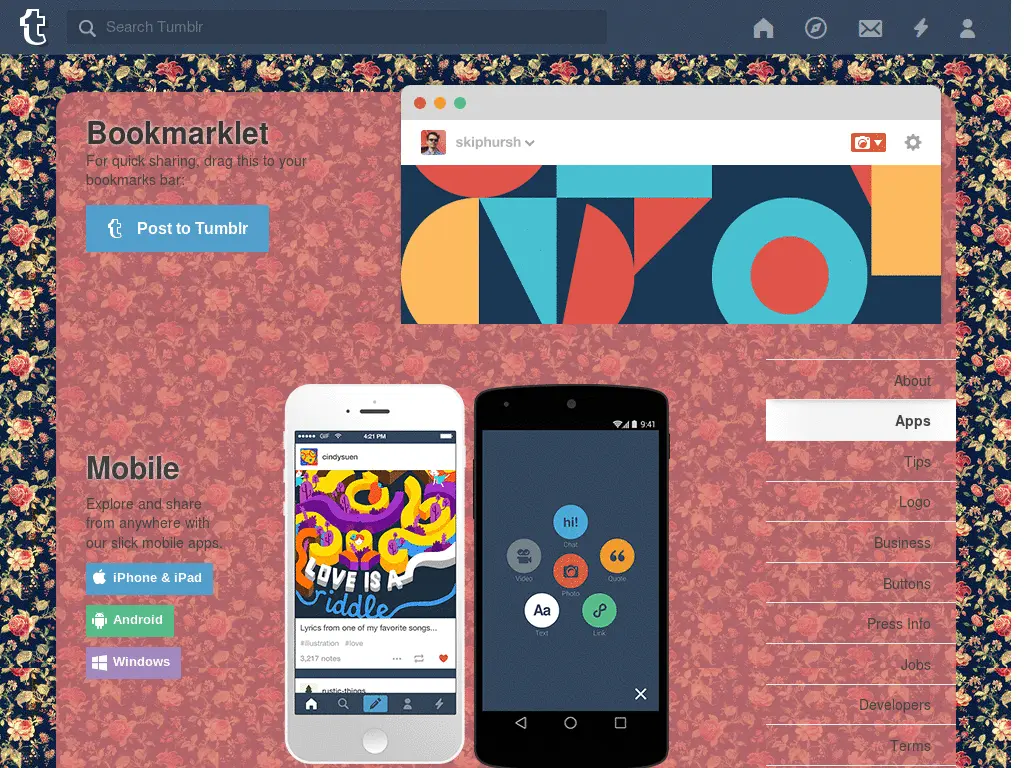 Search Tumblr
Bookmarklet
For quick sharing, drag this to your
bookmarks bar:
Post to Tumblr
skiphursh
Mobile
Explore and share
from anywhere with
our slick mobile apps.
iPhone & iPad
Android
Windows
GIF
4:21 PM
cindysuen
LOVE IS A
riddle
Lyrics from one of my favorite songs...
#illustration #love
3,217 notes
rustic-things
9:41
hi!
Chat
Video
Quote
Photo
Aa
Text
Link
About
Apps
Tips
Logo
Business
Buttons
Press Info
Jobs
Developers
Terms